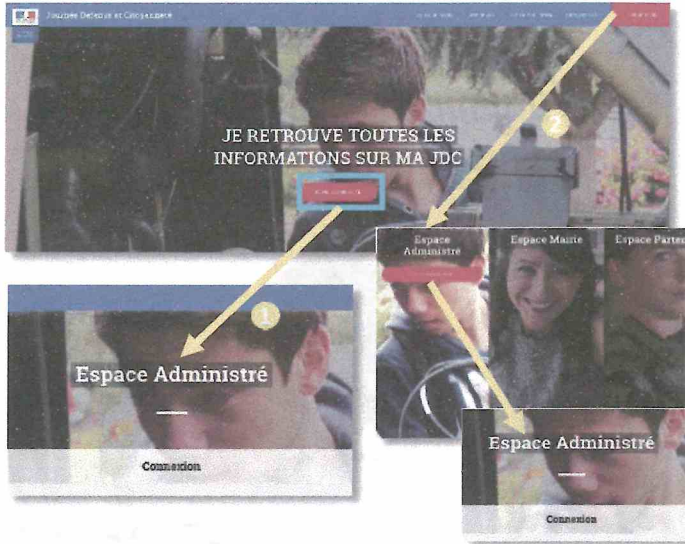 Journée Défense et Citoyenneté
JE RETROUVE TOUTES LES
INFORMATIONS SUR MA JDC
2
Espace
Administré
Espace Mairie
Espace Parten
1
Espace Administré
Connexion
Espace Administré
Connexion